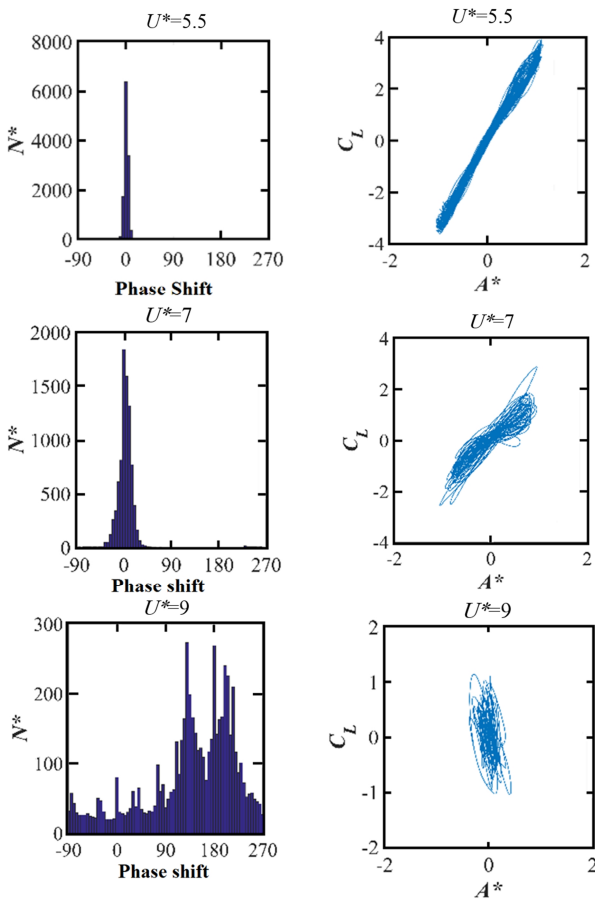 U*=5.5
8000
6000
4000
2000
0
N*
-90 0 90 180 270
Phase Shift
U*=5.5
4
2
0
-2
-4
C_L
-2 0 2
A*
U*=7
2000
1500
1000
500
0
N*
-90 0 90 180 270
Phase shift
U*=7
4
2
0
-2
-4
C_L
-2 0 2
A*
U*=9
300
200
100
0
N*
-90 0 90 180 270
Phase shift
U*=9
2
1
0
-1
-2
C_L
-2 0 2
A*